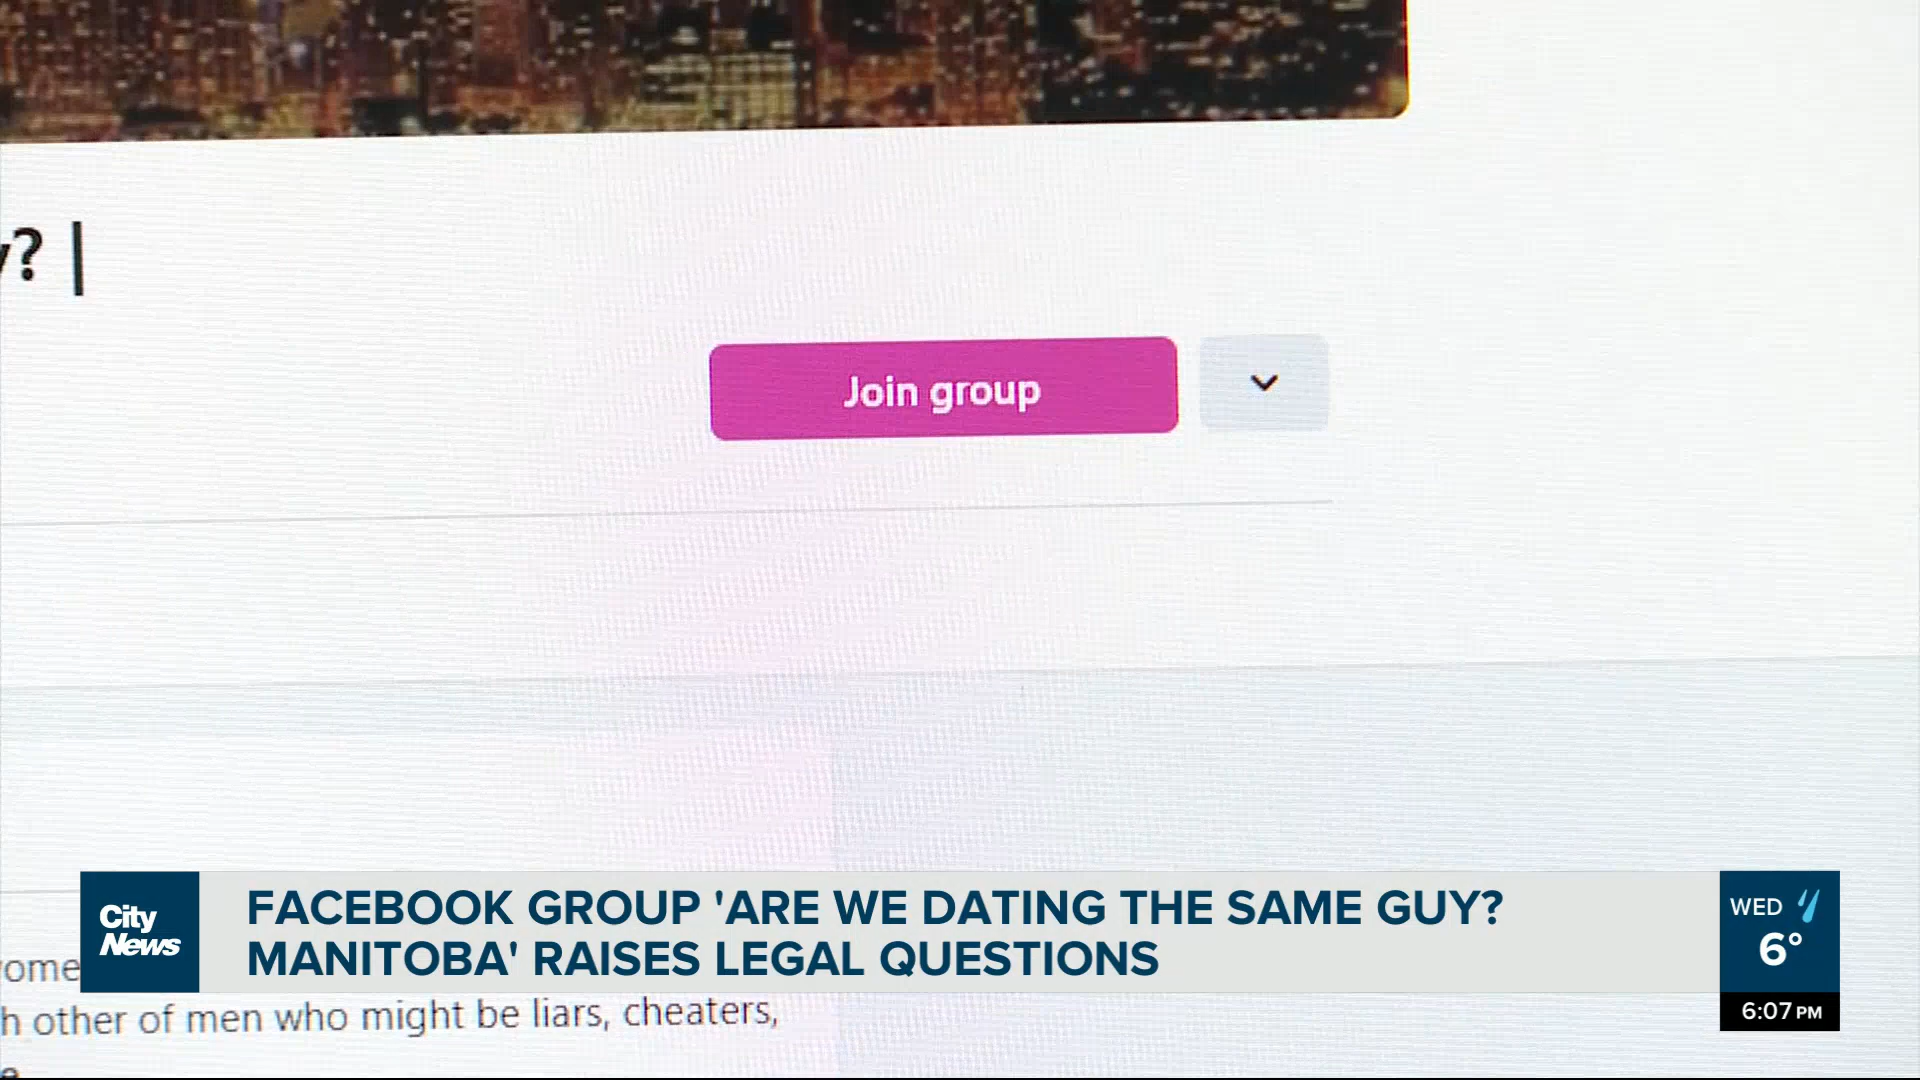 y? |
Join group
City
News
FACEBOOK GROUP 'ARE WE DATING THE SAME GUY?
MANITOBA' RAISES LEGAL QUESTIONS
WED
6°
6:07 PM
ome
h other of men who might be liars, cheaters,